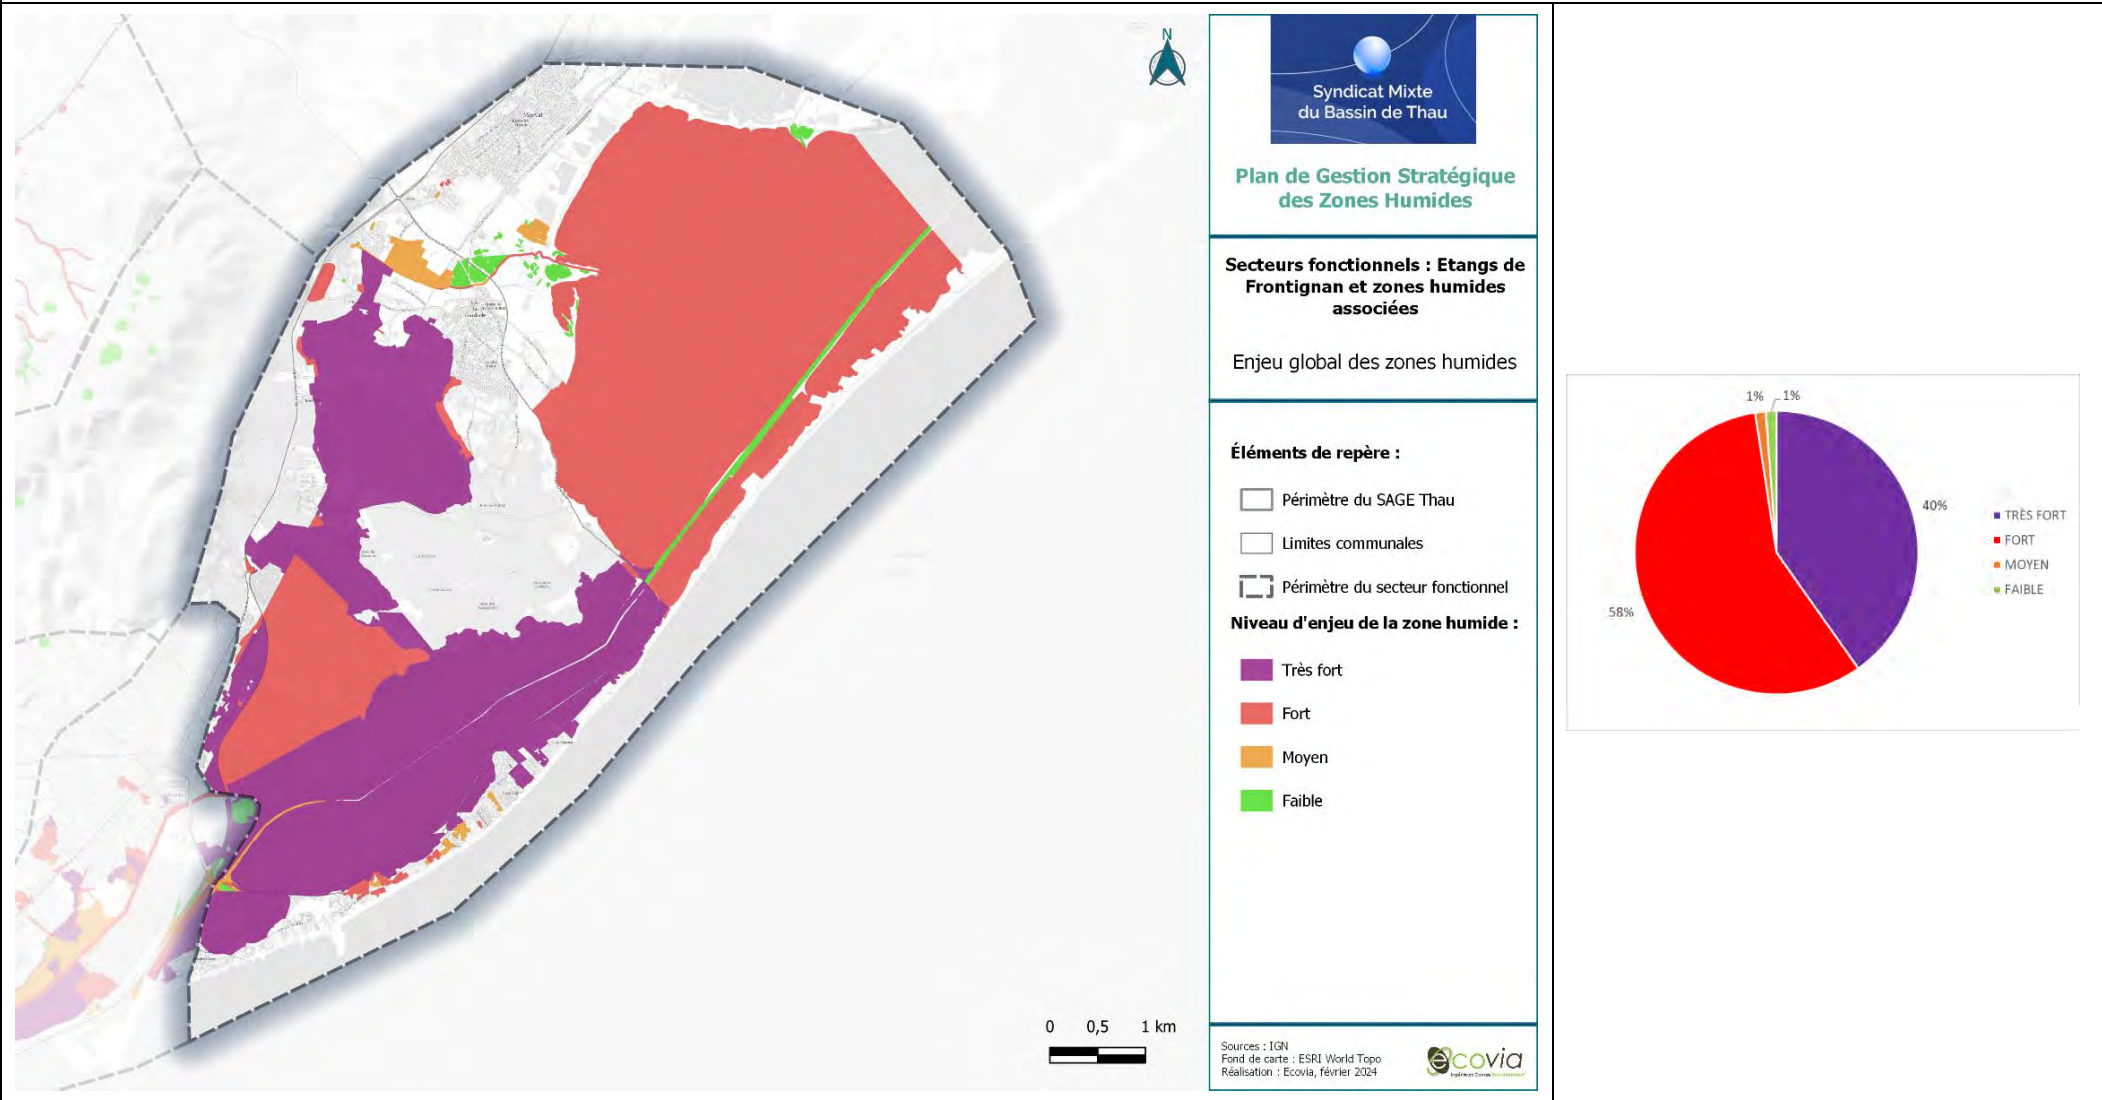 N
Syndicat Mixte
du Bassin de Thau
Plan de Gestion Stratégique
des Zones Humides
Secteurs fonctionnels : Etangs de
Frontignan et zones humides
associées
Enjeu global des zones humides
Éléments de repère :
Périmètre du SAGE Thau
Limites communales
Périmètre du secteur fonctionnel
Niveau d'enjeu de la zone humide :
Très fort
Fort
Moyen
Faible
0 0,5 1 km
Sources : IGN
Fond de carte : ESRI World Topo
Réalisation : Ecovia, février 2024
ecovia
1% 1%
40%
58%
TRÈS FORT
FORT
MOYEN
FAIBLE